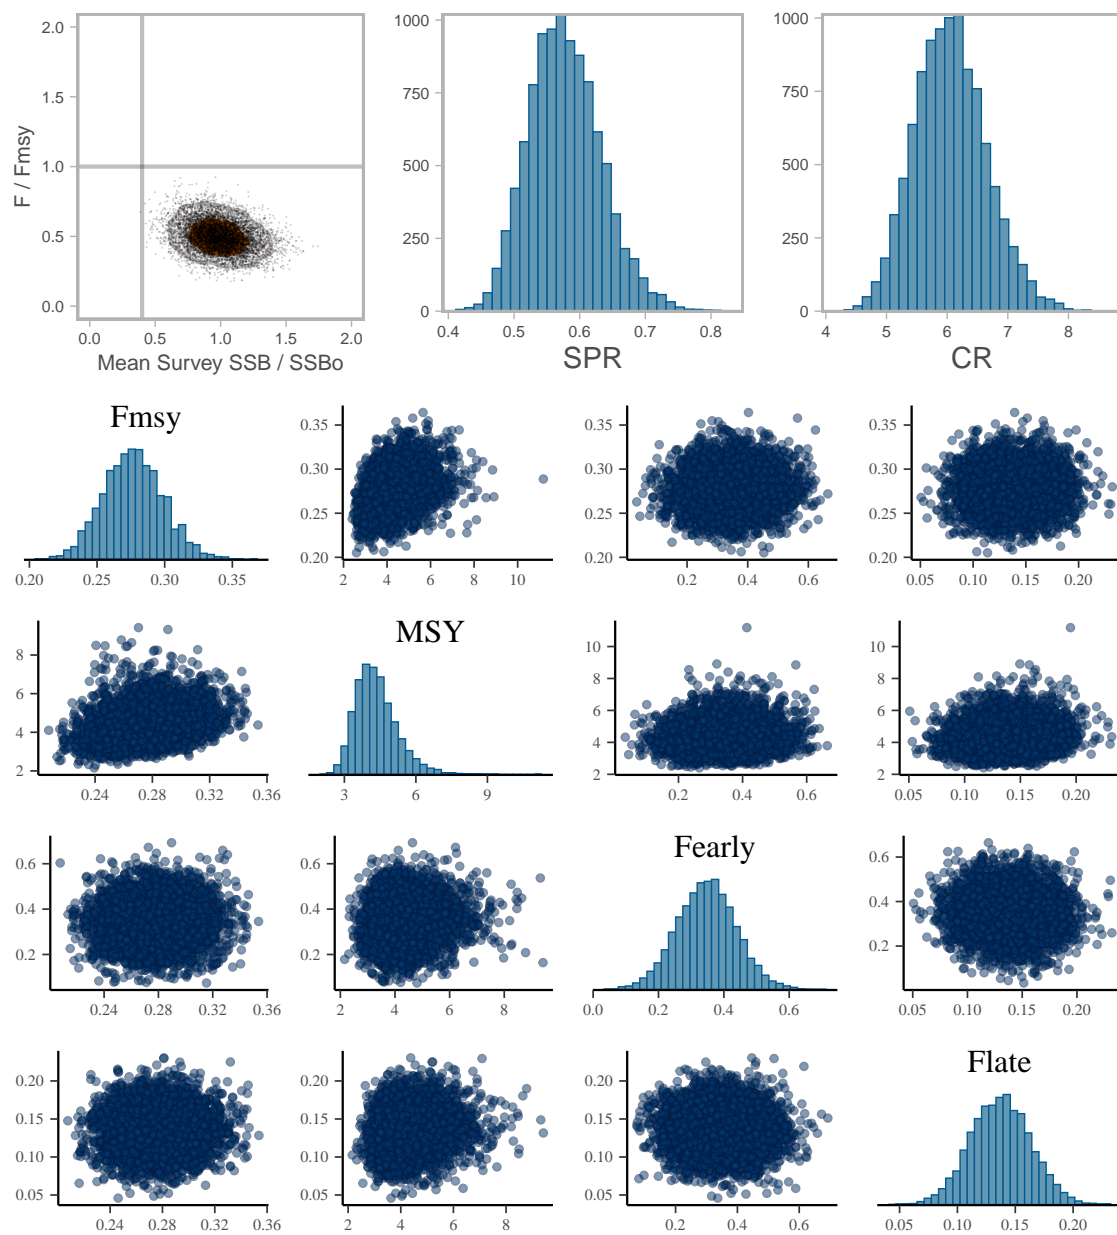 2.0
1.5
1.0
0.5
0.0
F / Fmsy
0.0 0.5 1.0 1.5 2.0
Mean Survey SSB / SSBo
1000
750
500
250
0
0.4 0.5 0.6 0.7 0.8
SPR
1000
750
500
250
0
4 5 6 7 8
CR
Fmsy
0.20 0.25 0.30 0.35
0.35
0.30
0.25
0.20
2 4 6 8 10
0.35
0.30
0.25
0.20
0.2 0.4 0.6
0.35
0.30
0.25
0.20
0.05 0.10 0.15 0.20
8
6
4
2
0.24 0.28 0.32 0.36
MSY
3 6 9
10
8
6
4
2
0.2 0.4 0.6
10
8
6
4
2
0.05 0.10 0.15 0.20
0.6
0.4
0.2
0.24 0.28 0.32 0.36
0.6
0.4
0.2
2 4 6 8
Fearly
0.0 0.2 0.4 0.6
0.6
0.4
0.2
0.05 0.10 0.15 0.20
0.20
0.15
0.10
0.05
0.24 0.28 0.32 0.36
0.20
0.15
0.10
0.05
2 4 6 8
0.20
0.15
0.10
0.05
0.2 0.4 0.6
Flate
0.05 0.10 0.15 0.20